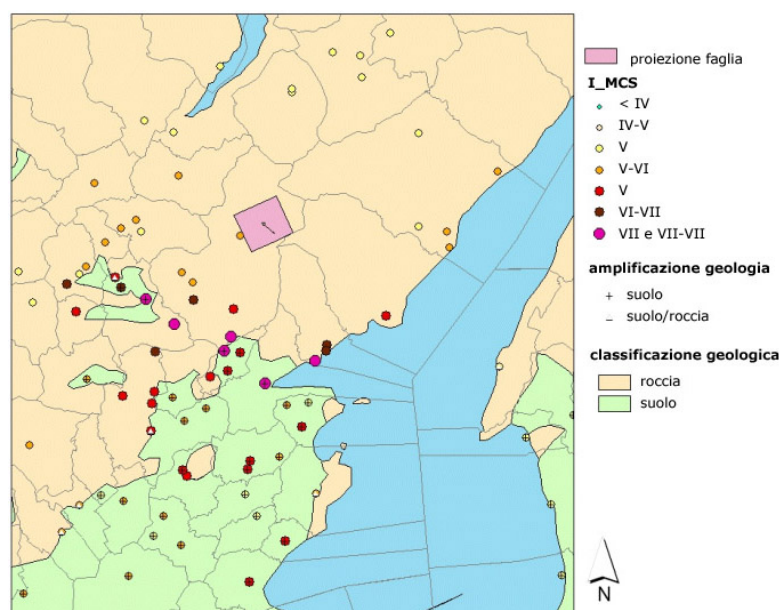 proiezione faglia
I_MCS
< IV
IV-V
V
V-VI
V
VI-VII
VII e VII-VII
amplificazione geologia
+ suolo
– suolo/roccia
classificazione geologica
roccia
suolo
N